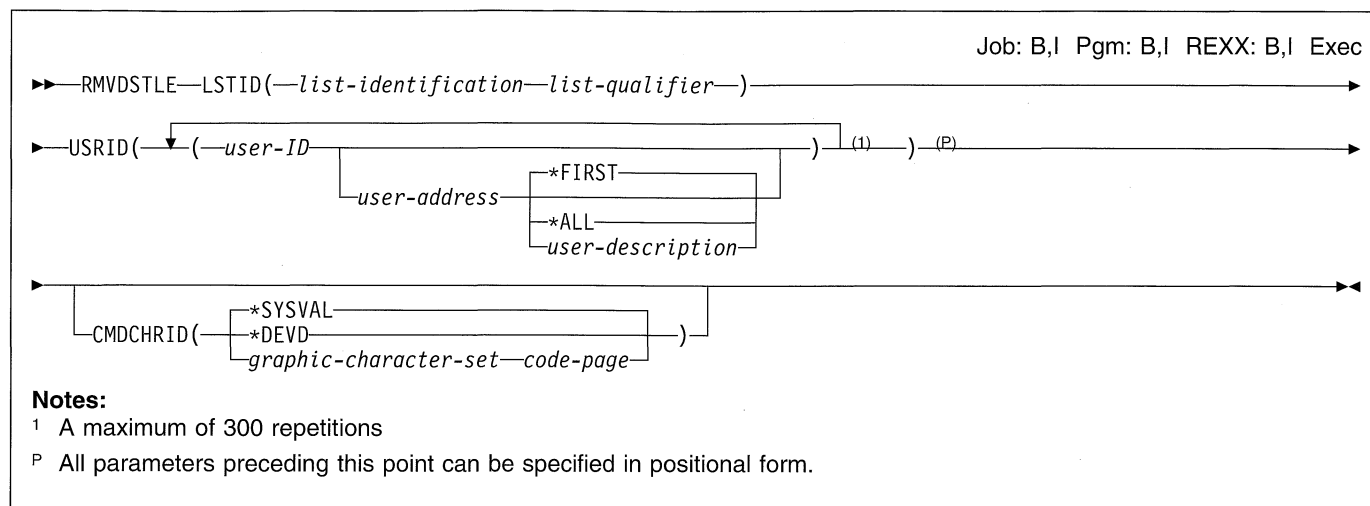 Job: B,I Pgm: B,I REXX: B,I Exec
RMVDSTLE LSTID( list-identification list-qualifier )
USRID( ( user-ID ) (1) ) (P)
user-address *FIRST
*ALL
user-description
CMDCHRID( *SYSVAL )
*DEVD
graphic-character-set code-page
Notes:
1 A maximum of 300 repetitions
P All parameters preceding this point can be specified in positional form.